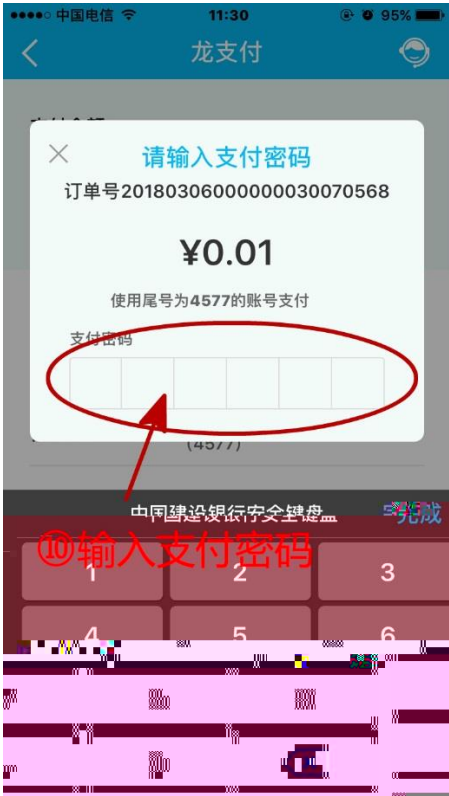 中国电信 11:30 95%
龙支付
请输入支付密码
订单号20180306000000030070568
¥0.01
使用尾号为4577的账号支付
支付密码
(4577)
中国建设银行安全键盘 完成
⑩输入支付密码
1 2 3
4 5 6